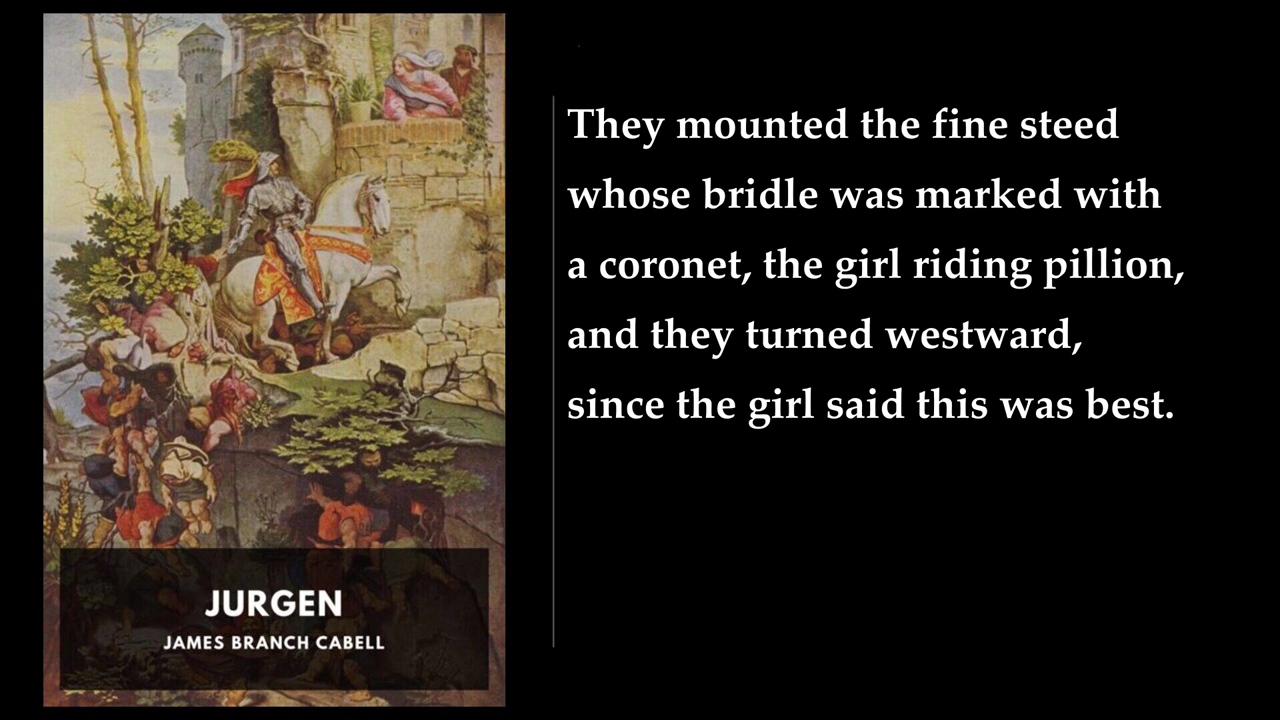 They mounted the fine steed
whose bridle was marked with
a coronet, the girl riding pillion,
and they turned westward,
since the girl said this was best.
JURGEN
JAMES BRANCH CABELL